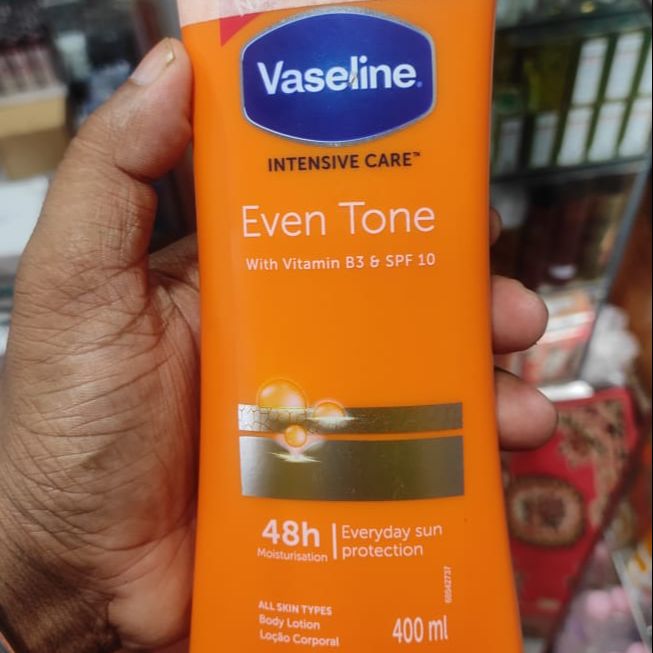 Vaseline®
INTENSIVE CARE™
Even Tone
With Vitamin B3 & SPF 10
48h
Moisturisation
Everyday sun
protection
68642737
ALL SKIN TYPES
Body Lotion
Loção Corporal
400 ml